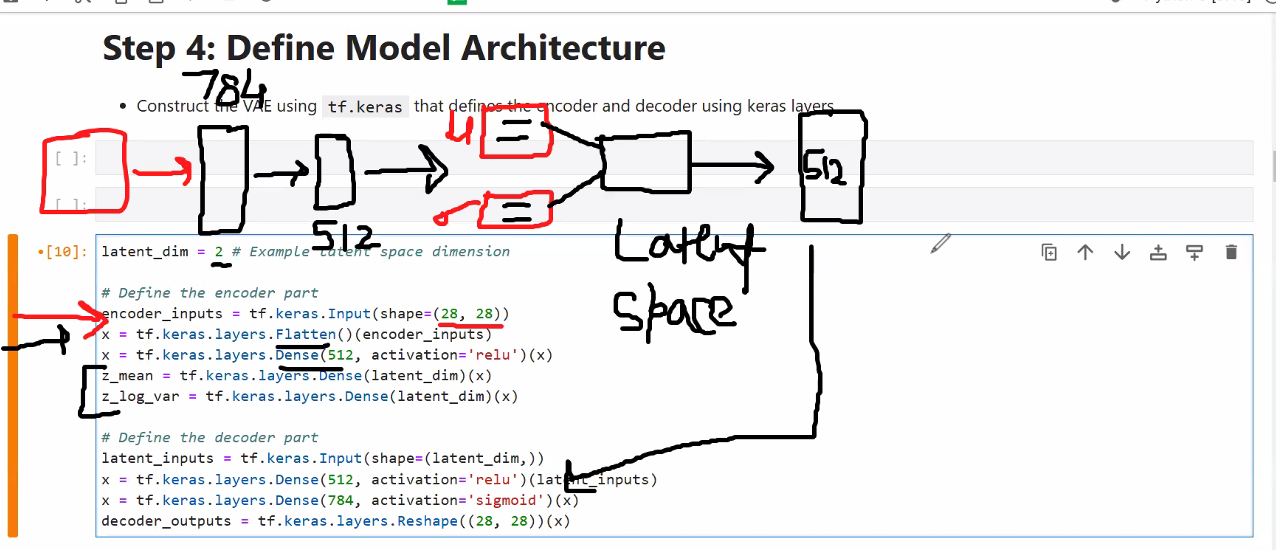 Step 4: Define Model Architecture
784
• Construct the VAE using tf.keras that defines the encoder and decoder using keras layers
[ ]:
[ ]:
μ
σ
512
512
Latent
Space
[10]:
latent_dim = 2 # Example latent space dimension
# Define the encoder part
encoder_inputs = tf.keras.Input(shape=(28, 28))
x = tf.keras.layers.Flatten()(encoder_inputs)
x = tf.keras.layers.Dense(512, activation='relu')(x)
z_mean = tf.keras.layers.Dense(latent_dim)(x)
z_log_var = tf.keras.layers.Dense(latent_dim)(x)
# Define the decoder part
latent_inputs = tf.keras.Input(shape=(latent_dim,))
x = tf.keras.layers.Dense(512, activation='relu')(latent_inputs)
x = tf.keras.layers.Dense(784, activation='sigmoid')(x)
decoder_outputs = tf.keras.layers.Reshape((28, 28))(x)